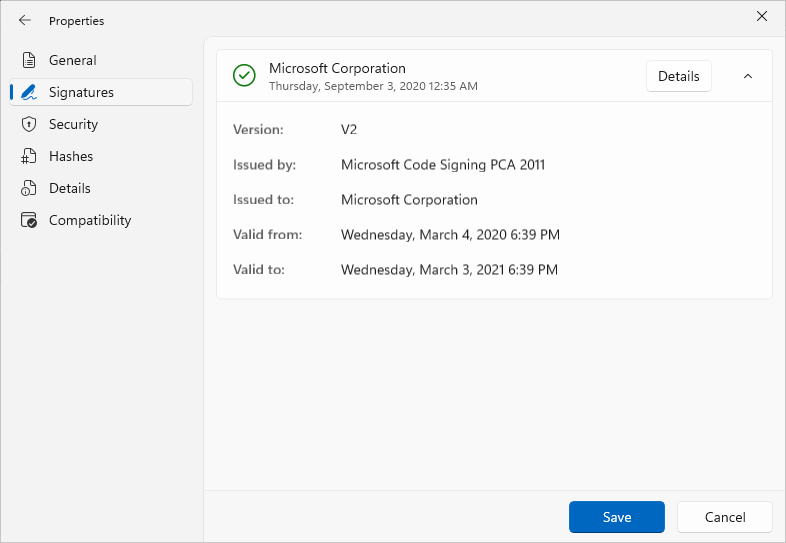 Properties
General
Signatures
Security
Hashes
Details
Compatibility
Microsoft Corporation
Thursday, September 3, 2020 12:35 AM
Details
Version: V2
Issued by: Microsoft Code Signing PCA 2011
Issued to: Microsoft Corporation
Valid from: Wednesday, March 4, 2020 6:39 PM
Valid to: Wednesday, March 3, 2021 6:39 PM
Save
Cancel